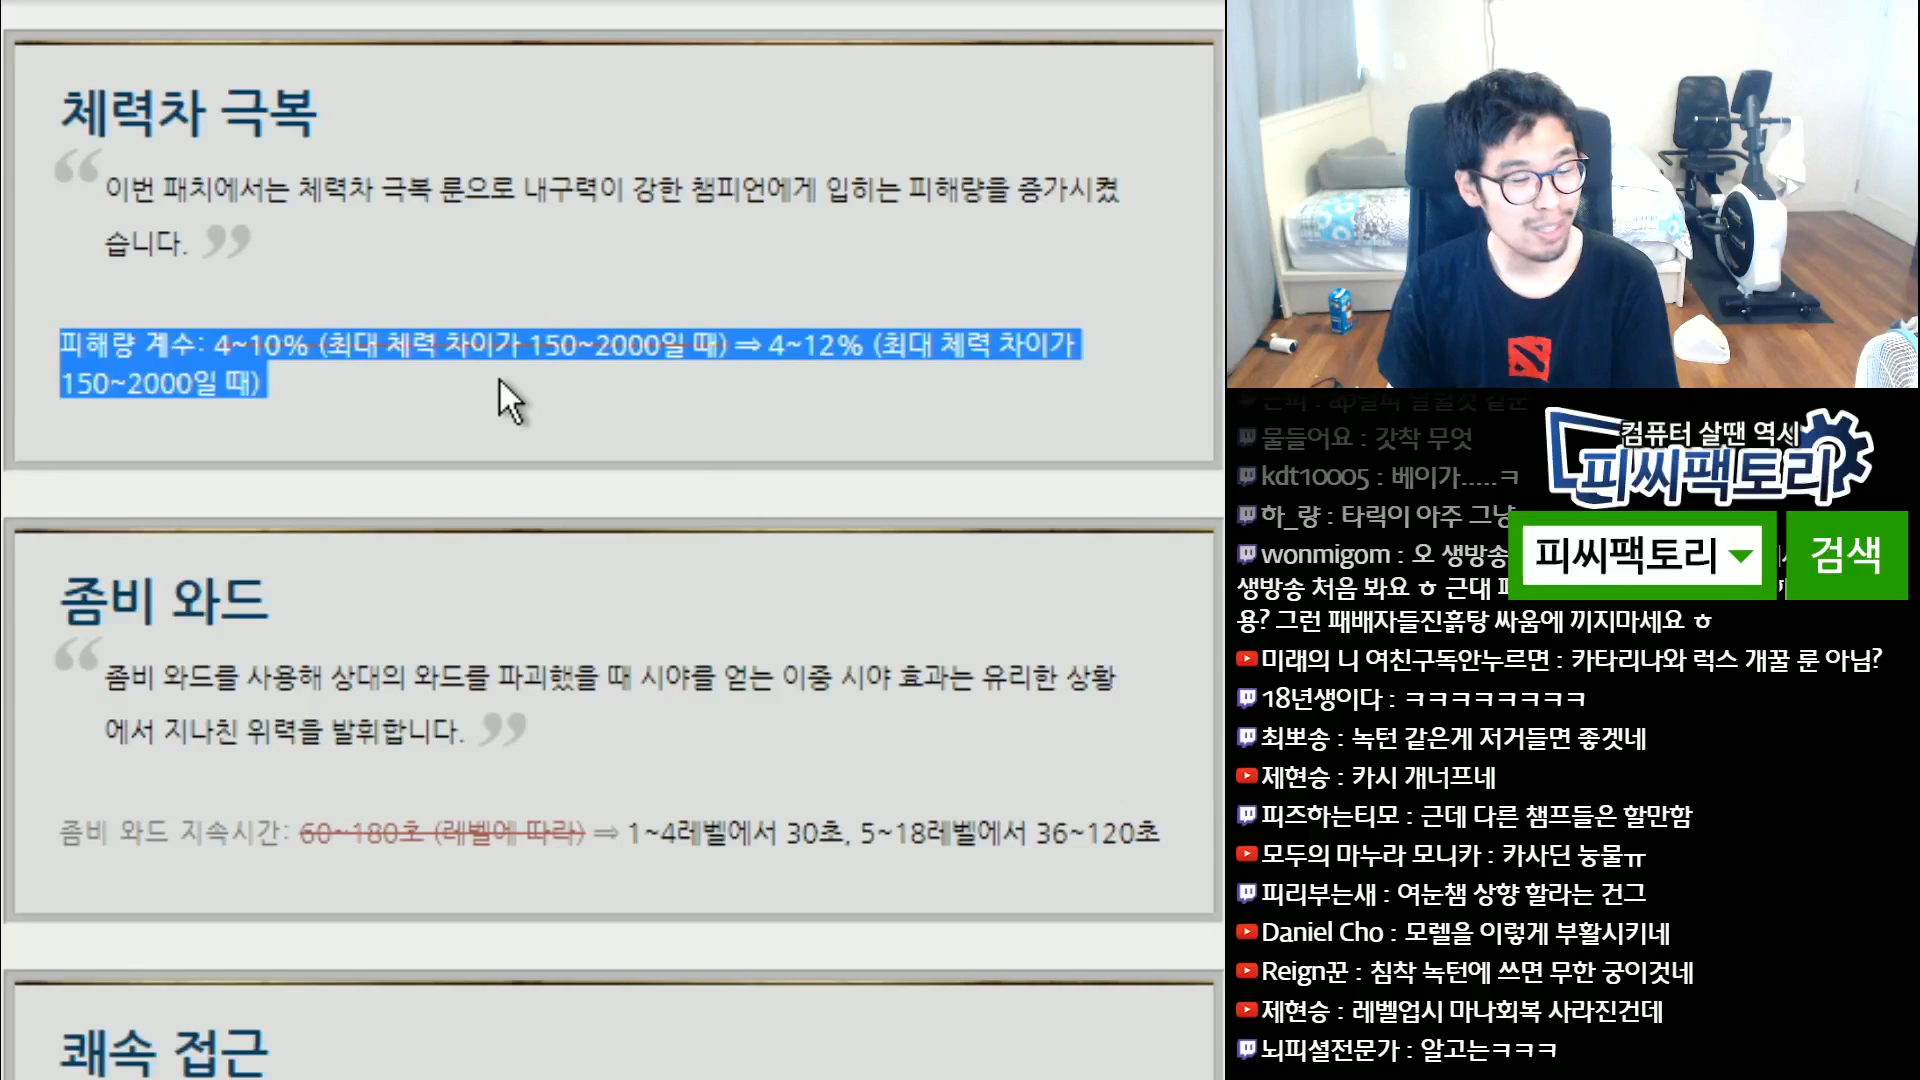 체력차 극복
“ 이번 패치에서는 체력차 극복 룬으로 내구력이 강한 챔피언에게 입히는 피해량을 증가시켰
습니다. ”
피해량 계수: 4~10% (최대 체력 차이가 150~2000일 때) ⇒ 4~12% (최대 체력 차이가
150~2000일 때)
좀비 와드
“ 좀비 와드를 사용해 상대의 와드를 파괴했을 때 시야를 얻는 이중 시야 효과는 유리한 상황
에서 지나친 위력을 발휘합니다. ”
좀비 와드 지속시간: 60~180초 (레벨에 따라) ⇒ 1~4레벨에서 30초, 5~18레벨에서 36~120초
쾌속 접근
컴퓨터 살땐 역시
피씨팩토리
피씨팩토리
검색
물들어요 : 갓착 무엇
kdt10005 : 베이가.....ㅋ
하_량 : 타릭이 아주 그냥
wonmigom : 오 생방송
생방송 처음 봐요 ㅎ 근대
용? 그런 패배자들진흙탕 싸움에 끼지마세요 ㅎ
미래의 니 여친구독안누르면 : 카타리나와 럭스 개꿀 룬 아님?
18년생이다 : ㅋㅋㅋㅋㅋㅋㅋㅋ
최뽀송 : 녹턴 같은게 저거들면 좋겟네
제현승 : 카시 개너프네
피즈하는티모 : 근데 다른 챔프들은 할만함
모두의 마누라 모니카 : 카사딘 눙물ㅠ
피리부는새 : 여눈챔 상향 할라는 건그
Daniel Cho : 모렐을 이렇게 부활시키네
Reign꾼 : 침착 녹턴에 쓰면 무한 궁이것네
제현승 : 레벨업시 마나회복 사라진건데
뇌피셜전문가 : 알고는ㅋㅋㅋ